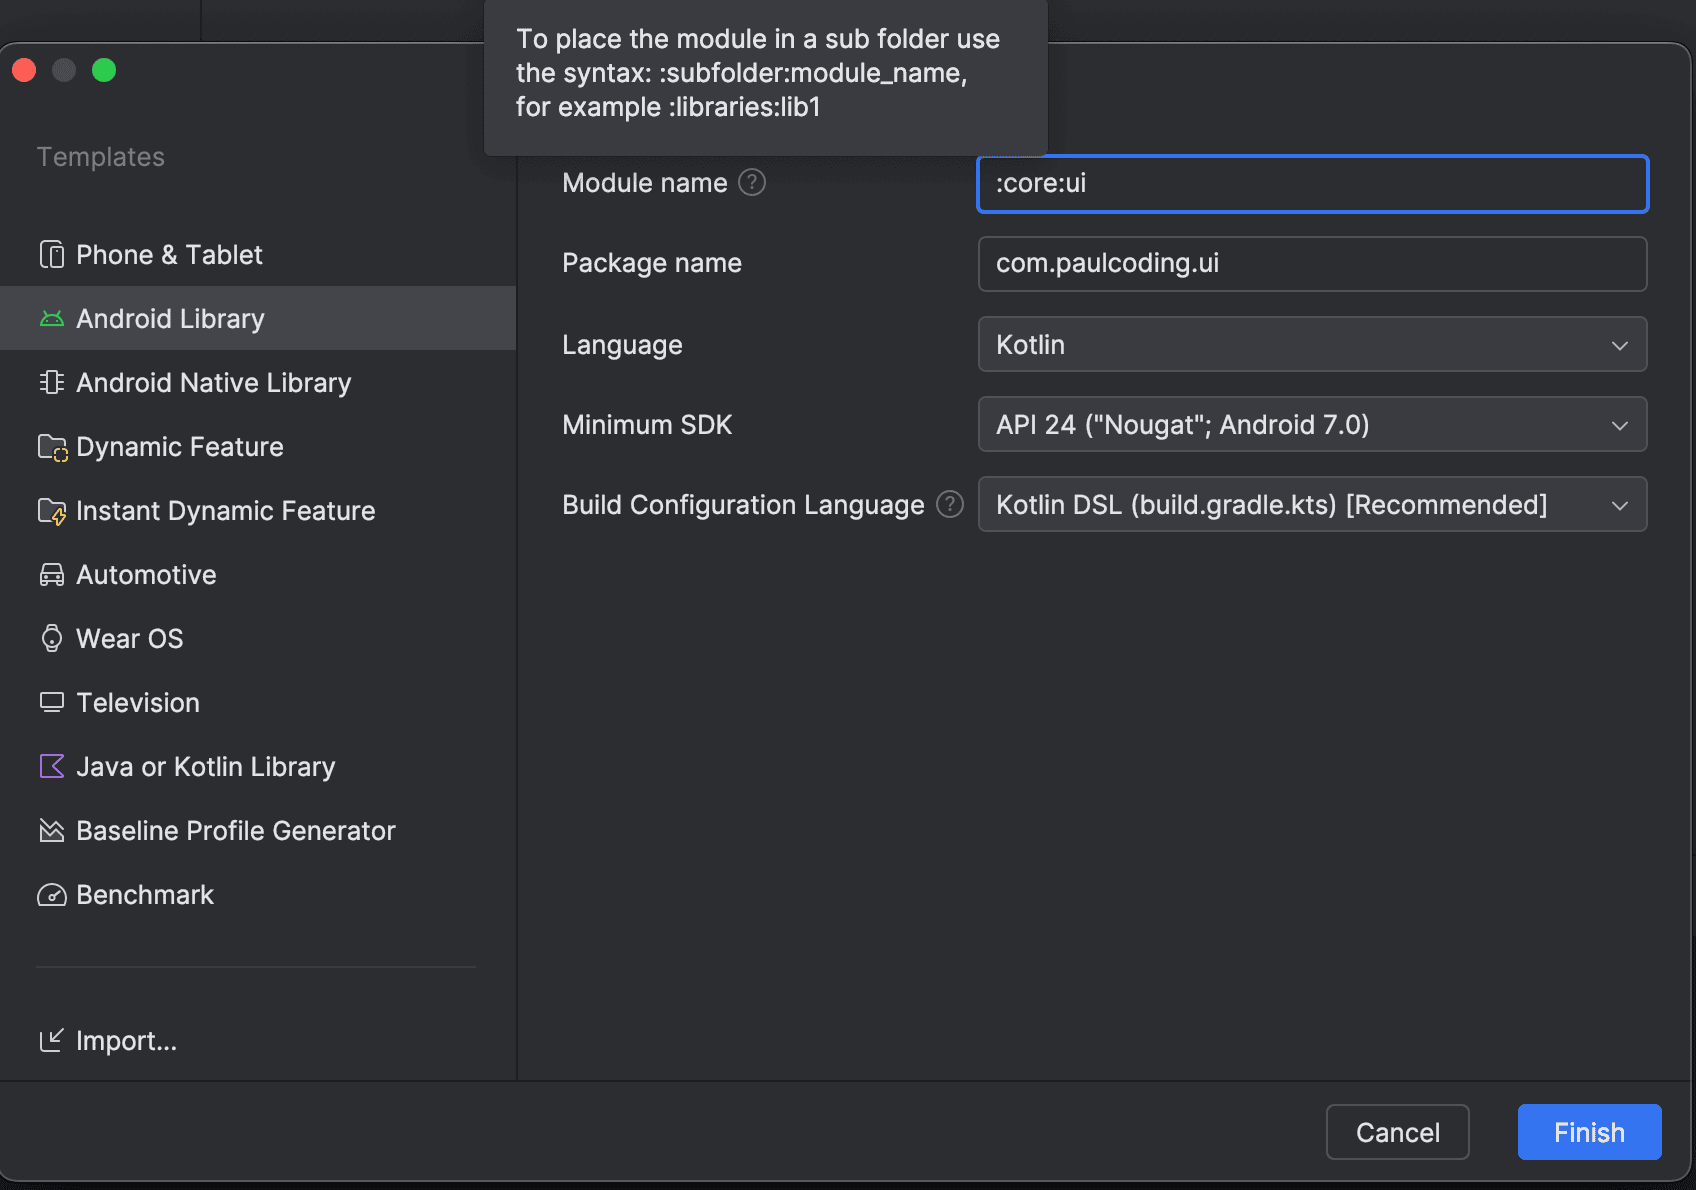 To place the module in a sub folder use
the syntax: :subfolder:module_name,
for example :libraries:lib1
Templates
Phone & Tablet
Android Library
Android Native Library
Dynamic Feature
Instant Dynamic Feature
Automotive
Wear OS
Television
Java or Kotlin Library
Baseline Profile Generator
Benchmark
Import...
Module name ? :core:ui
Package name com.paulcoding.ui
Language Kotlin
Minimum SDK API 24 ("Nougat"; Android 7.0)
Build Configuration Language ? Kotlin DSL (build.gradle.kts) [Recommended]
Cancel Finish